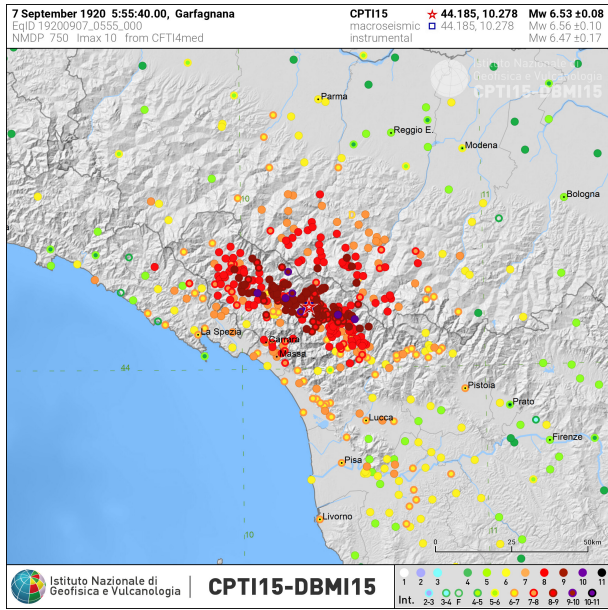 7 September 1920 5:55:40.00, Garfagnana
EqID 19200907_0555_000
NMDP 750 Imax 10 from CFTI4med
CPTI15 44.185, 10.278 Mw 6.53 ±0.08
macroseismic 44.185, 10.278 Mw 6.56 ±0.10
instrumental Mw 6.47 ±0.17
Istituto Nazionale di
Geofisica e Vulcanologia
CPTI15-DBMI15
Parma
Reggio E.
Modena
Bologna
10
11
La Spezia
Carrara
Massa
44
Pistoia
Prato
Lucca
Firenze
Pisa
Livorno
10
11
0 25 50km
Istituto Nazionale di
Geofisica e Vulcanologia
CPTI15-DBMI15
1 2 3 4 5 6 7 8 9 10 11
Int. 2-3 3-4 F 4-5 5-6 6-7 7-8 8-9 9-10 10-11